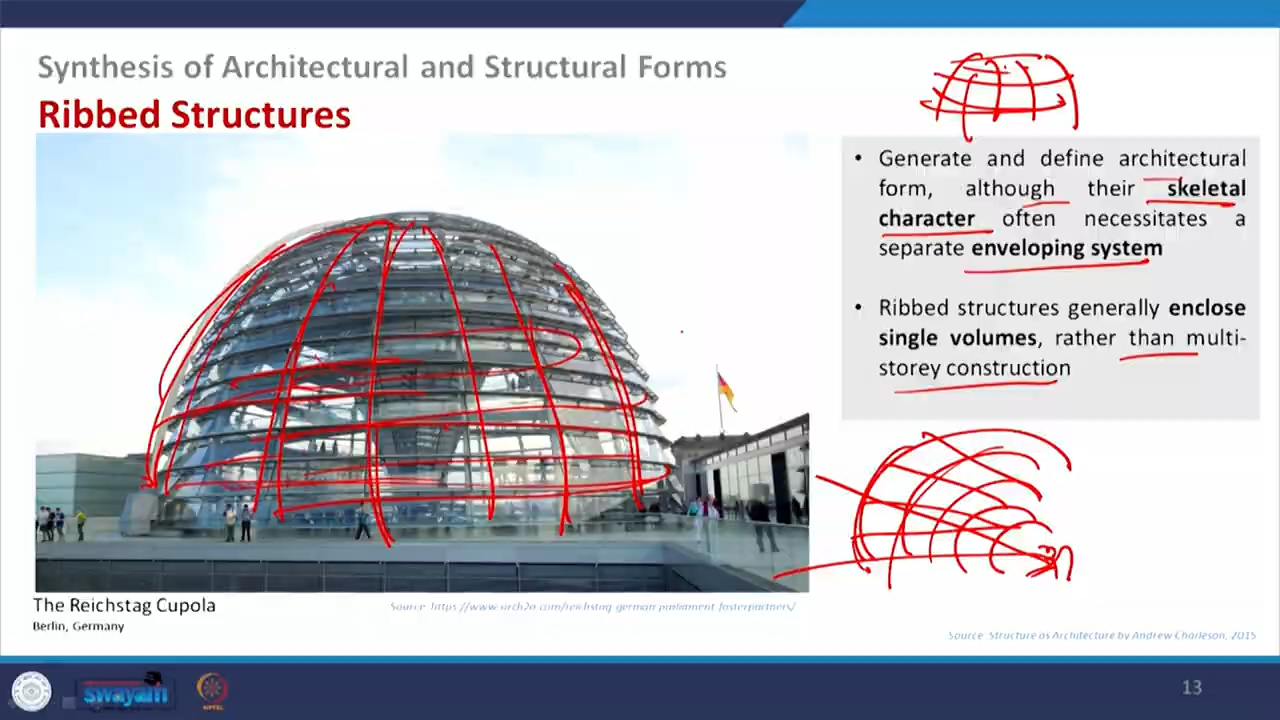 Synthesis of Architectural and Structural Forms
Ribbed Structures
• Generate and define architectural
form, although their skeletal
character often necessitates a
separate enveloping system
• Ribbed structures generally enclose
single volumes, rather than multi-
storey construction
The Reichstag Cupola
Berlin, Germany
Source: https://www.arch2o.com/reichstag-german-parliament-fosterpartners/
Source: Structure as Architecture by Andrew Charleson, 2015
swayam
NPTEL
13